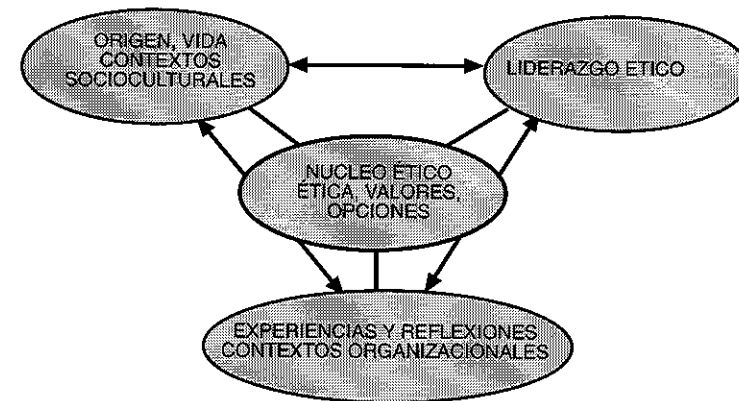 ORIGEN, VIDA
CONTEXTOS
SOCIOCULTURALES
LIDERAZGO ETICO
NUCLEO ÉTICO
ÉTICA, VALORES,
OPCIONES
EXPERIENCIAS Y REFLEXIONES
CONTEXTOS ORGANIZACIONALES